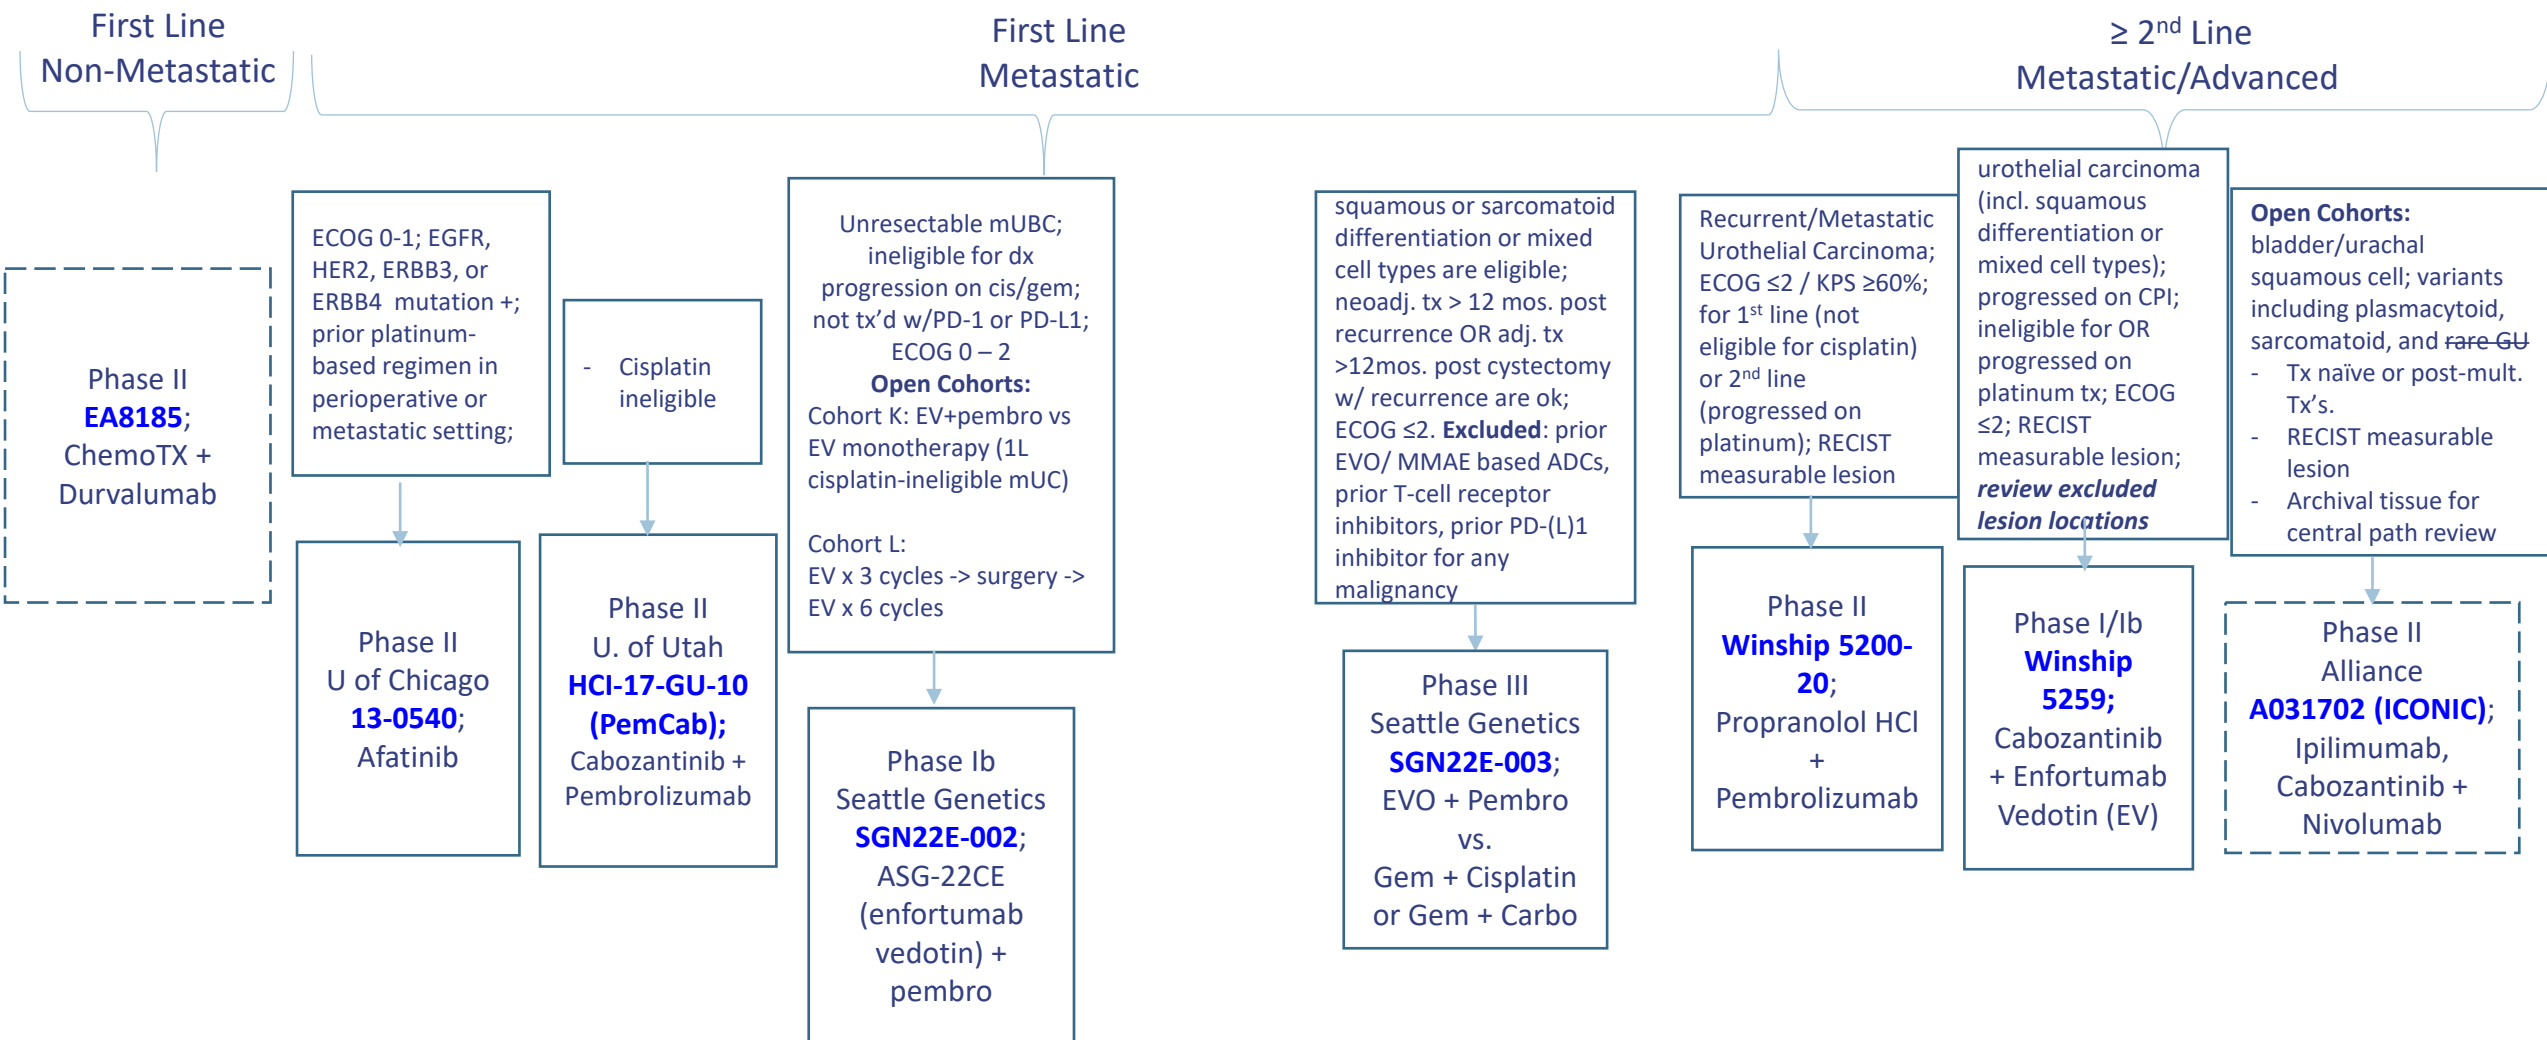 First Line
Non-Metastatic
First Line
Metastatic
≥ 2nd Line
Metastatic/Advanced
Phase II
EA8185;
ChemoTX +
Durvalumab
ECOG 0-1; EGFR,
HER2, ERBB3, or
ERBB4 mutation +;
prior platinum-
based regimen in
perioperative or
metastatic setting;
Phase II
U of Chicago
13-0540;
Afatinib
- Cisplatin
ineligible
Phase II
U. of Utah
HCI-17-GU-10
(PemCab);
Cabozantinib +
Pembrolizumab
Unresectable mUBC;
ineligible for dx
progression on cis/gem;
not tx’d w/PD-1 or PD-L1;
ECOG 0 – 2
Open Cohorts:
Cohort K: EV+pembro vs
EV monotherapy (1L
cisplatin-ineligible mUC)
Cohort L:
EV x 3 cycles -> surgery ->
EV x 6 cycles
Phase Ib
Seattle Genetics
SGN22E-002;
ASG-22CE
(enfortumab
vedotin) +
pembro
squamous or sarcomatoid
differentiation or mixed
cell types are eligible;
neoadj. tx > 12 mos. post
recurrence OR adj. tx
>12mos. post cystectomy
w/ recurrence are ok;
ECOG ≤2. Excluded: prior
EVO/ MMAE based ADCs,
prior T-cell receptor
inhibitors, prior PD-(L)1
inhibitor for any
malignancy
Phase III
Seattle Genetics
SGN22E-003;
EVO + Pembro
vs.
Gem + Cisplatin
or Gem + Carbo
Recurrent/Metastatic
Urothelial Carcinoma;
ECOG ≤2 / KPS ≥60%;
for 1st line (not
eligible for cisplatin)
or 2nd line
(progressed on
platinum); RECIST
measurable lesion
Phase II
Winship 5200-
20;
Propranolol HCl
+
Pembrolizumab
urothelial carcinoma
(incl. squamous
differentiation or
mixed cell types);
progressed on CPI;
ineligible for OR
progressed on
platinum tx; ECOG
≤2; RECIST
measurable lesion;
review excluded
lesion locations
Phase I/Ib
Winship
5259;
Cabozantinib
+ Enfortumab
Vedotin (EV)
Open Cohorts:
bladder/urachal
squamous cell; variants
including plasmacytoid,
sarcomatoid, and rare GU
- Tx naïve or post-mult.
Tx’s.
- RECIST measurable
lesion
- Archival tissue for
central path review
Phase II
Alliance
A031702 (ICONIC);
Ipilimumab,
Cabozantinib +
Nivolumab